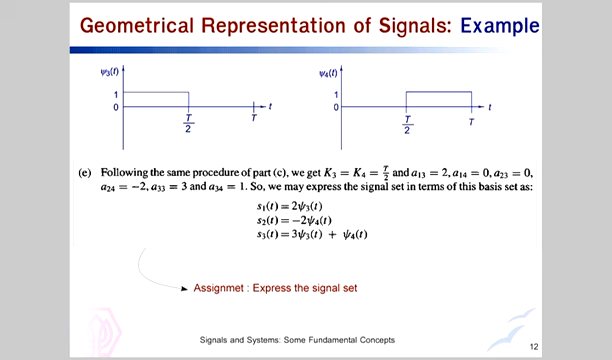 Geometrical Representation of Signals: Example
ψ₃(t)
1
0
T/2
T
t
ψ₄(t)
1
0
T/2
T
t
(e) Following the same procedure of part (c), we get K₃ = K₄ = T/2 and a₁₃ = 2, a₁₄ = 0, a₂₃ = 0,
a₂₄ = −2, a₃₃ = 3 and a₃₄ = 1. So, we may express the signal set in terms of this basis set as:
s₁(t) = 2ψ₃(t)
s₂(t) = −2ψ₄(t)
s₃(t) = 3ψ₃(t) + ψ₄(t)
Assignmet : Express the signal set
Signals and Systems: Some Fundamental Concepts
12